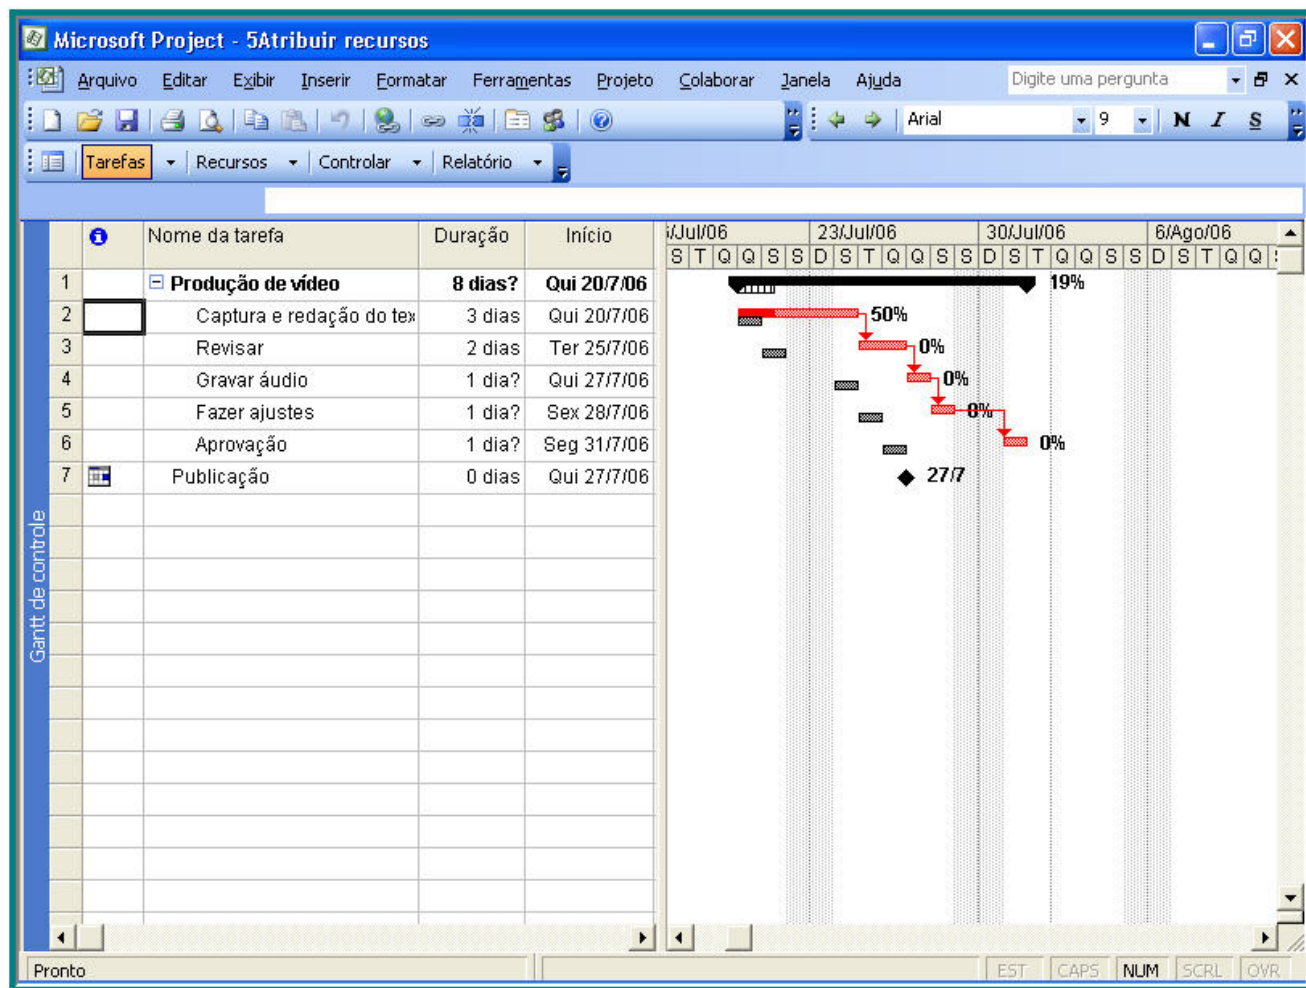 Microsoft Project - 5Atribuir recursos
Arquivo Editar Exibir Inserir Formatar Ferramentas Projeto Colaborar Janela Ajuda Digite uma pergunta
Arial 9 N I S
Tarefas Recursos Controlar Relatório
Nome da tarefa Duração Início /Jul/06 23/Jul/06 30/Jul/06 6/Ago/06
S T Q Q S S D S T Q Q S S D S T Q Q S S D S T Q Q
1 Produção de vídeo 8 dias? Qui 20/7/06 19%
2 Captura e redação do tex 3 dias Qui 20/7/06 50%
3 Revisar 2 dias Ter 25/7/06 0%
4 Gravar áudio 1 dia? Qui 27/7/06 0%
5 Fazer ajustes 1 dia? Sex 28/7/06 0%
6 Aprovação 1 dia? Seg 31/7/06 0%
7 Publicação 0 dias Qui 27/7/06 27/7
Gantt de controle
Pronto EST CAPS NUM SCRL OVR